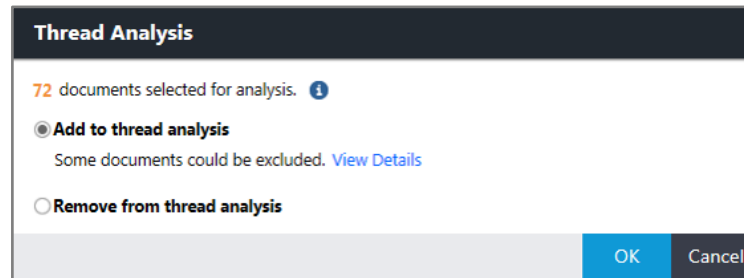 Thread Analysis
72 documents selected for analysis.
Add to thread analysis
Some documents could be excluded. View Details
Remove from thread analysis
OK Cancel